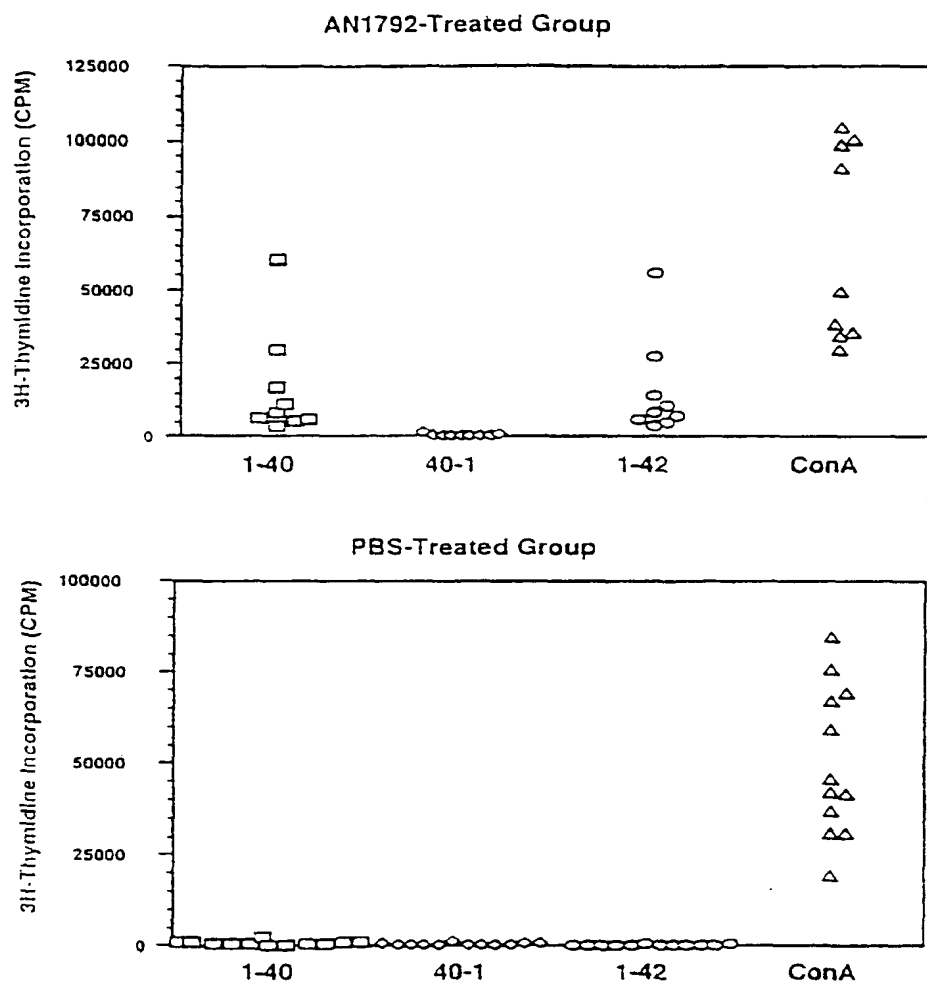 AN1792-Treated Group
3H-Thymidine Incorporation (CPM)
125000
100000
75000
50000
25000
0
1-40 40-1 1-42 ConA
PBS-Treated Group
3H-Thymidine Incorporation (CPM)
100000
75000
50000
25000
0
1-40 40-1 1-42 ConA